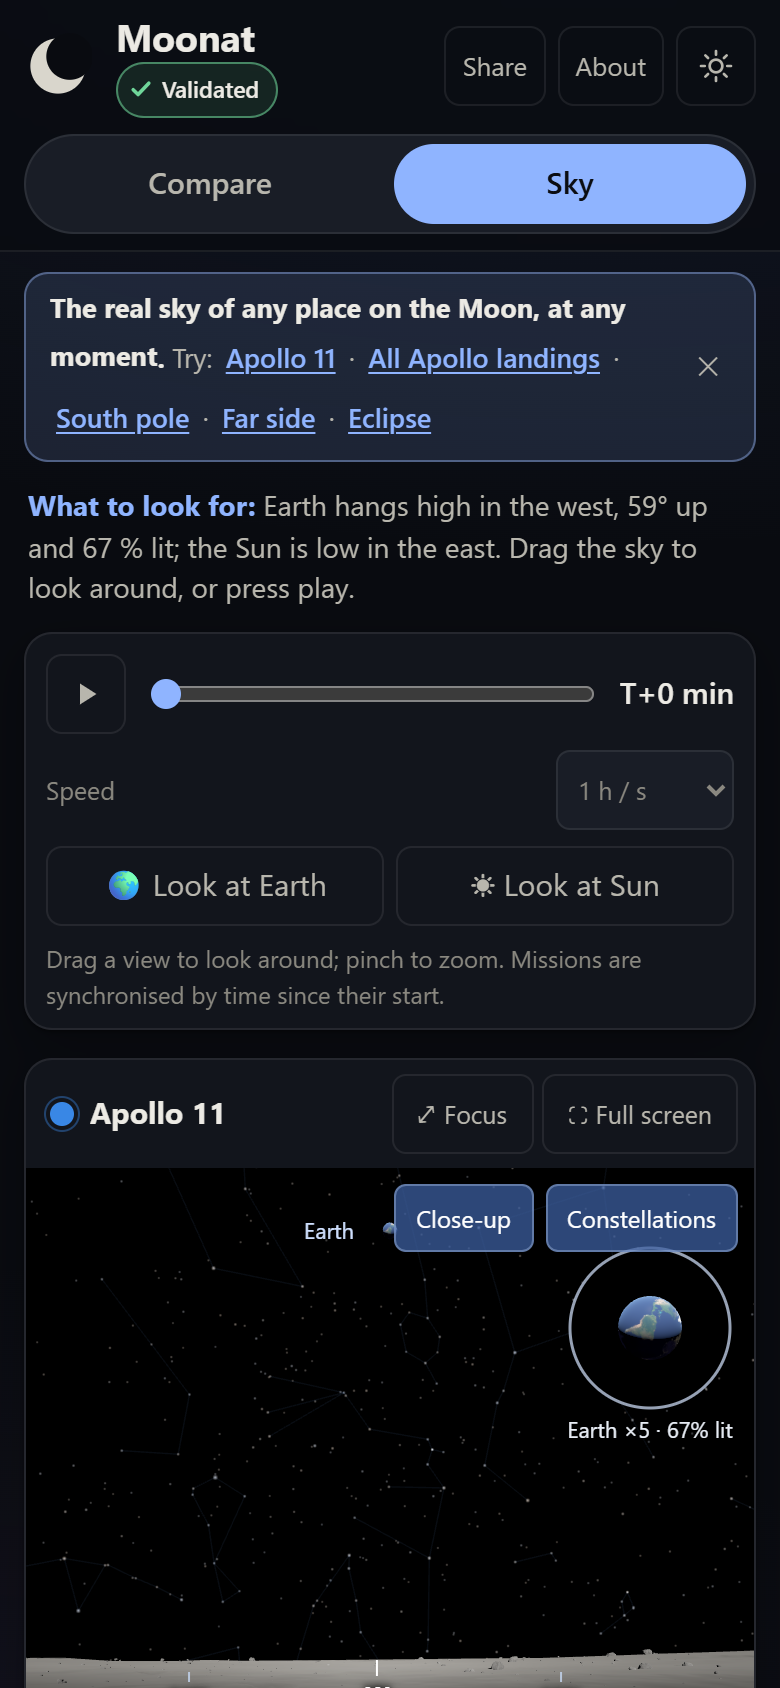 Moonat
Validated
Share
About
Compare
Sky
The real sky of any place on the Moon, at any
moment. Try: Apollo 11 · All Apollo landings ·
South pole · Far side · Eclipse
What to look for: Earth hangs high in the west, 59° up
and 67 % lit; the Sun is low in the east. Drag the sky to
look around, or press play.
T+0 min
Speed
1 h / s
Look at Earth
Look at Sun
Drag a view to look around; pinch to zoom. Missions are
synchronised by time since their start.
Apollo 11
Focus
Full screen
Earth
Close-up
Constellations
Earth ×5 · 67% lit